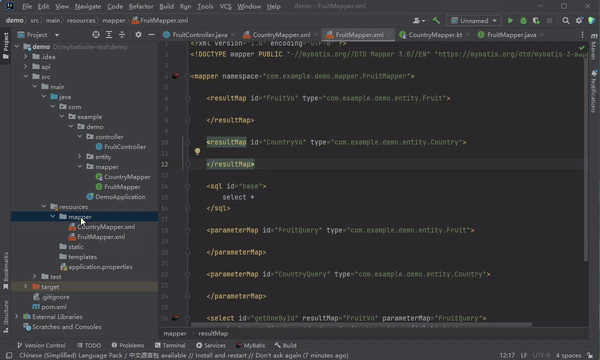 File Edit View Navigate Code Refactor Build Run Tools VCS Window Help demo - FruitMapper.xml
demo src main resources mapper FruitMapper.xml
Unnamed
Project
FruitController.java CountryMapper.xml FruitMapper.xml CountryMapper.kt FruitMapper.java
demo D:\mybatisuler-test\demo
.idea
api
src
main
java
com
example
demo
controller
FruitController
entity
mapper
CountryMapper
FruitMapper
DemoApplication
resources
mapper
CountryMapper.xml
FruitMapper.xml
static
templates
application.properties
test
target
.gitignore
pom.xml
External Libraries
Scratches and Consoles
<?xml version="1.0" encoding="UTF-8" ?>
<!DOCTYPE mapper PUBLIC "-//mybatis.org//DTD Mapper 3.0//EN" "https://mybatis.org/dtd/mybatis-3-
<mapper namespace="com.example.demo.mapper.FruitMapper">
<resultMap id="FruitVo" type="com.example.demo.entity.Fruit">
</resultMap>
<resultMap id="CountryVo" type="com.example.demo.entity.Country">
</resultMap>
<sql id="base">
select *
</sql>
<parameterMap id="FruitQuery" type="com.example.demo.entity.Fruit">
</parameterMap>
<parameterMap id="CountryQuery" type="com.example.demo.entity.Country">
</parameterMap>
<select id="getOneById" resultMap="FruitVo" parameterMap="FruitQuery">
mapper resultMap
Maven
Notifications
Bookmarks
Structure
Version Control TODO Problems Terminal Services MyBatis Build
Chinese (Simplified) Language Pack / 中文语言包 available // Install and restart // Don't ask again (7 minutes ago) 12:17 LF UTF-8 4 spaces